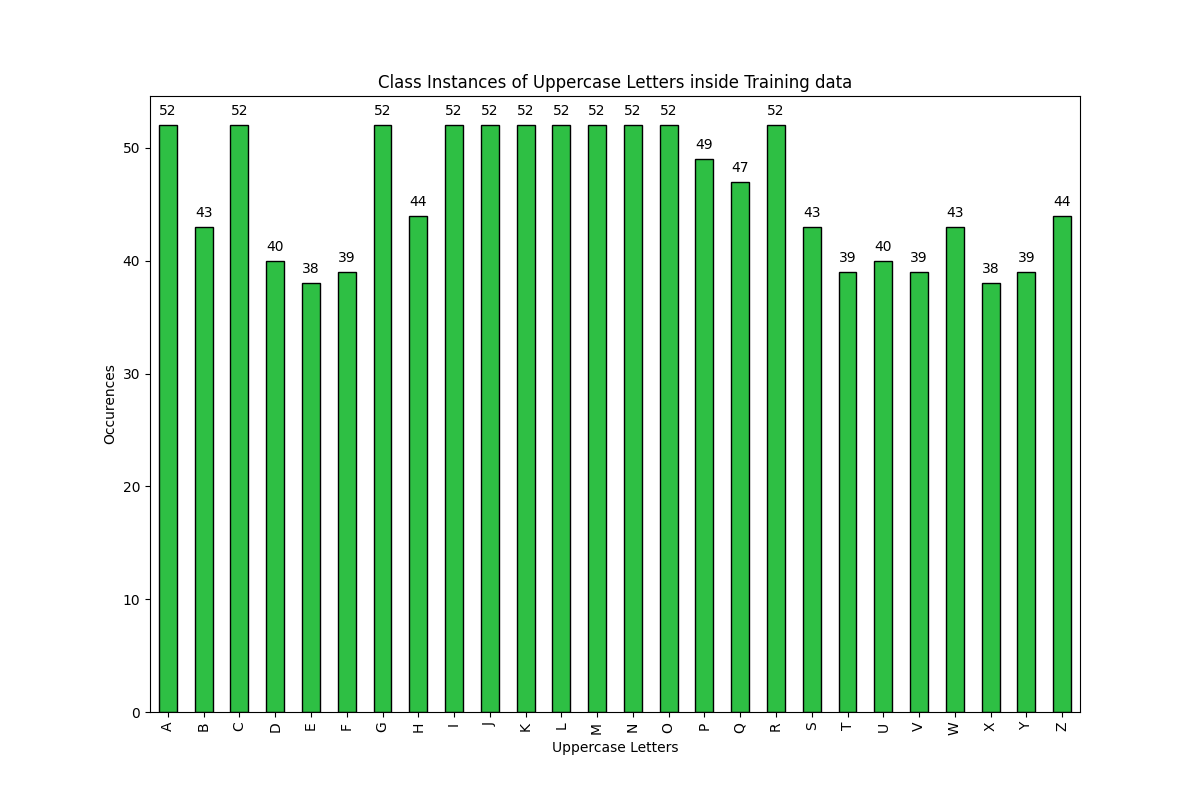 Class Instances of Uppercase Letters inside Training data
52 43 52 40 38 39 52 44 52 52 52 52 52 52 52 49 47 52 43 39 40 39 43 38 39 44
50
40
30
20
10
0
Occurences
A B C D E F G H I J K L M N O P Q R S T U V W X Y Z
Uppercase Letters